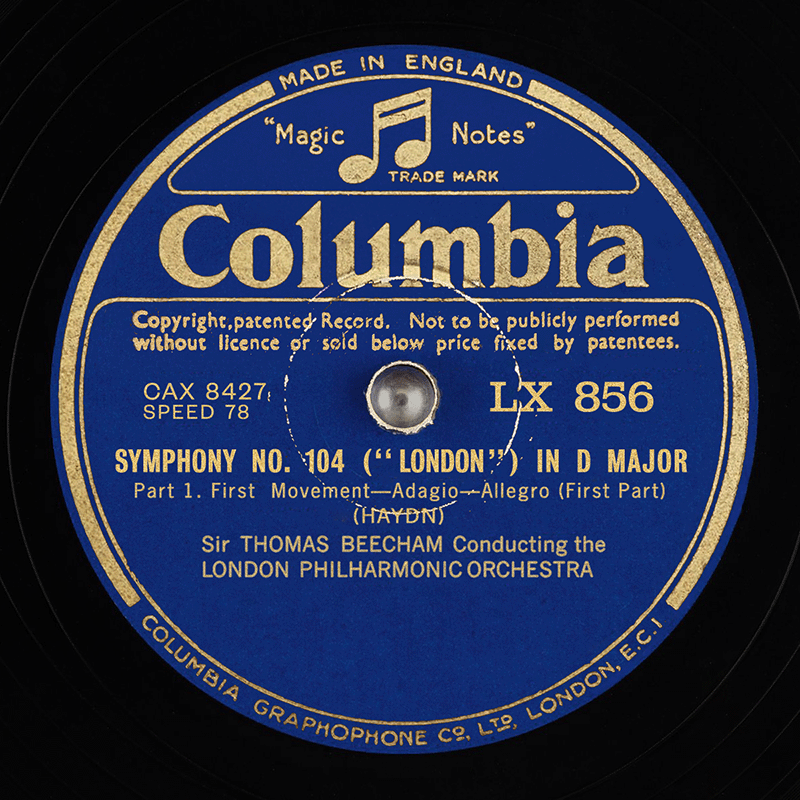 MADE IN ENGLAND
"Magic Notes"
TRADE MARK
Columbia
Copyright, patented Record. Not to be publicly performed
without licence or sold below price fixed by patentees.
CAX 8427
SPEED 78
LX 856
SYMPHONY NO. 104 ("LONDON") IN D MAJOR
Part 1. First Movement—Adagio—Allegro (First Part)
(HAYDN)
Sir THOMAS BEECHAM Conducting the
LONDON PHILHARMONIC ORCHESTRA
COLUMBIA GRAPHOPHONE CO. LTD. LONDON, E.C.1